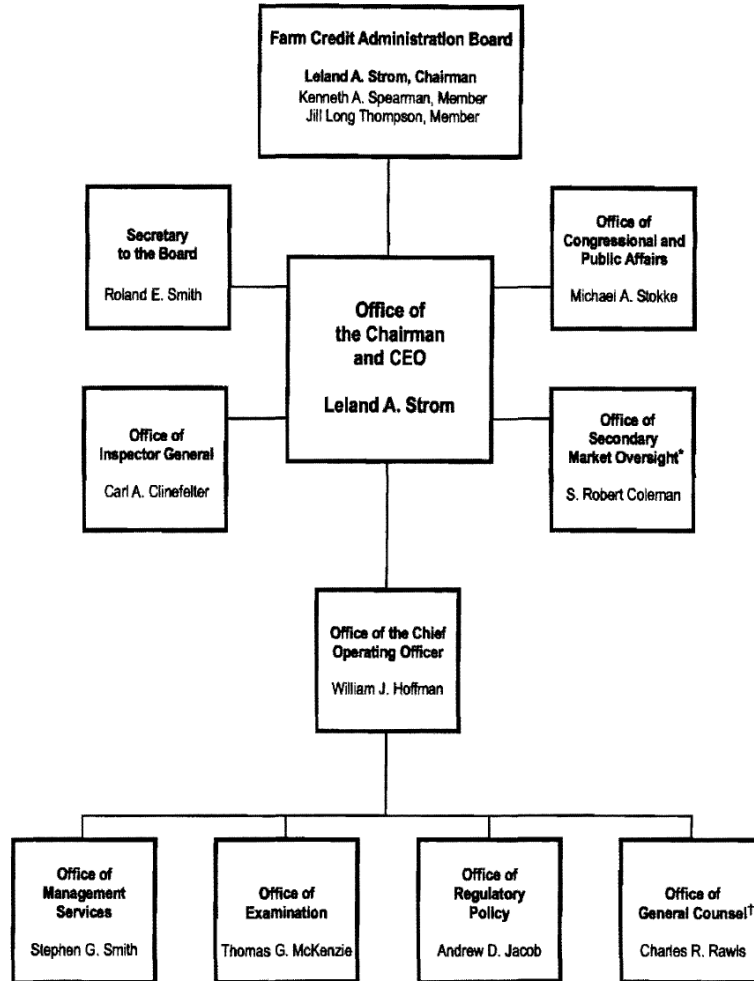 Farm Credit Administration Board
Leland A. Strom, Chairman
Kenneth A. Spearman, Member
Jill Long Thompson, Member
Secretary
to the Board
Roland E. Smith
Office of
Congressional and
Public Affairs
Michael A. Stokke
Office of
the Chairman
and CEO
Leland A. Strom
Office of
Inspector General
Carl A. Clinefelter
Office of
Secondary
Market Oversight*
S. Robert Coleman
Office of the Chief
Operating Officer
William J. Hoffman
Office of
Management
Services
Stephen G. Smith
Office of
Examination
Thomas G. McKenzie
Office of
Regulatory
Policy
Andrew D. Jacob
Office of
General Counsel†
Charles R. Rawls